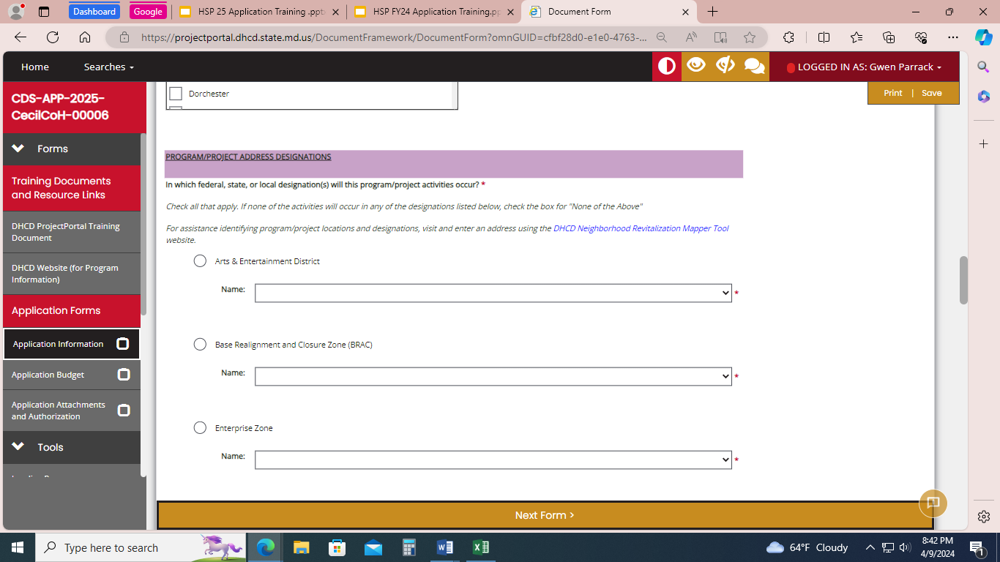 Dashboard
Google
HSP 25 Application Training .ppt
HSP FY24 Application Training.pp
Document Form
https://projectportal.dhcd.state.md.us/DocumentFramework/DocumentForm?omnGUID=cfbf28d0-e1e0-4763-...
Home
Searches
LOGGED IN AS: Gwen Parrack
Print | Save
CDS-APP-2025-
CecilCoH-00006
Forms
Training Documents
and Resource Links
DHCD ProjectPortal Training
Document
DHCD Website (for Program
Information)
Application Forms
Application Information
Application Budget
Application Attachments
and Authorization
Tools
Dorchester
PROGRAM/PROJECT ADDRESS DESIGNATIONS
In which federal, state, or local designation(s) will this program/project activities occur? *
Check all that apply. If none of the activities will occur in any of the designations listed below, check the box for "None of the Above"
For assistance identifying program/project locations and designations, visit and enter an address using the DHCD Neighborhood Revitalization Mapper Tool
website.
Arts & Entertainment District
Name: *
Base Realignment and Closure Zone (BRAC)
Name: *
Enterprise Zone
Name: *
Next Form >
Type here to search
64°F Cloudy
8:42 PM
4/9/2024
1